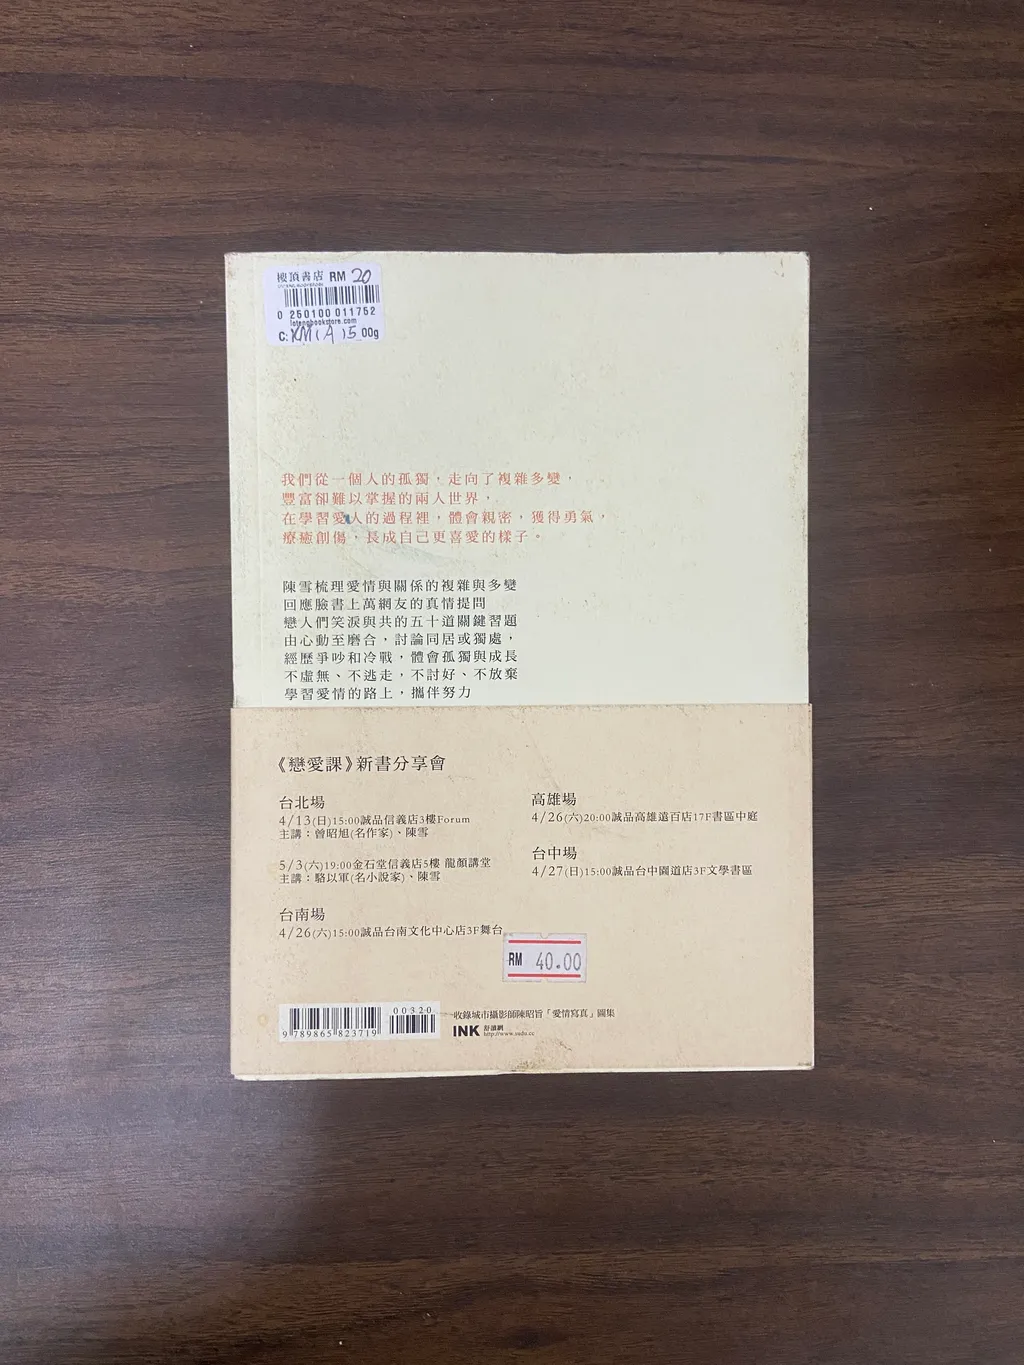 樓頂書店 RM 20
0 250100 011752
latengbookstore.com
C: XM1A 15 00g
我們從一個人的孤獨，走向了複雜多變，
豐富卻難以掌握的兩人世界，
在學習愛人的過程裡，體會親密，獲得勇氣，
療癒創傷，長成自己更喜愛的樣子。
陳雪梳理愛情與關係的複雜與多變
回應臉書上萬網友的真情提問
戀人們笑淚與共的五十道關鍵習題
由心動至磨合，討論同居或獨處，
經歷爭吵和冷戰，體會孤獨與成長
不虛無、不逃走，不討好、不放棄
學習愛情的路上，攜伴努力
《戀愛課》新書分享會
台北場
4/13(日)15:00誠品信義店3樓Forum
主講：曾昭旭(名作家)、陳雪
5/3(六)19:00金石堂信義店5樓 龍顏講堂
主講：駱以軍(名小說家)、陳雪
台南場
4/26(六)15:00誠品台南文化中心店3F舞台
高雄場
4/26(六)20:00誠品高雄遠百店17F書區中庭
台中場
4/27(日)15:00誠品台中園道店3F文學書區
RM 40.00
00320
9 789865 823719
收錄城市攝影師陳昭旨「愛情寫真」圖集
INK 舒讀網
http://www.sudu.cc